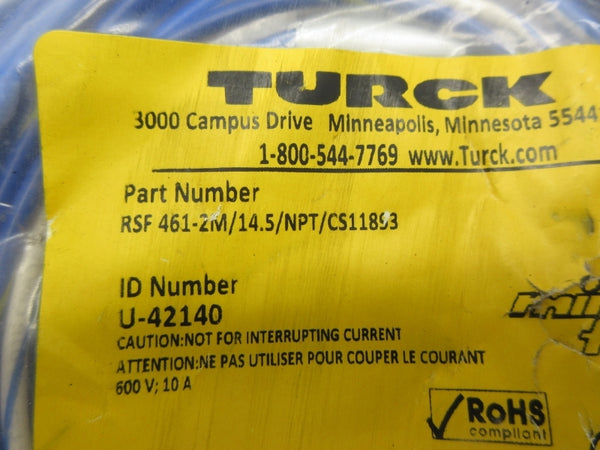 TURCK
3000 Campus Drive Minneapolis, Minnesota 5544
1-800-544-7769 www.Turck.com
Part Number
RSF 461-2M/14.5/NPT/CS11893
ID Number
U-42140
CAUTION:NOT FOR INTERRUPTING CURRENT
ATTENTION:NE PAS UTILISER POUR COUPER LE COURANT
600 V; 10 A
RoHS
compliant